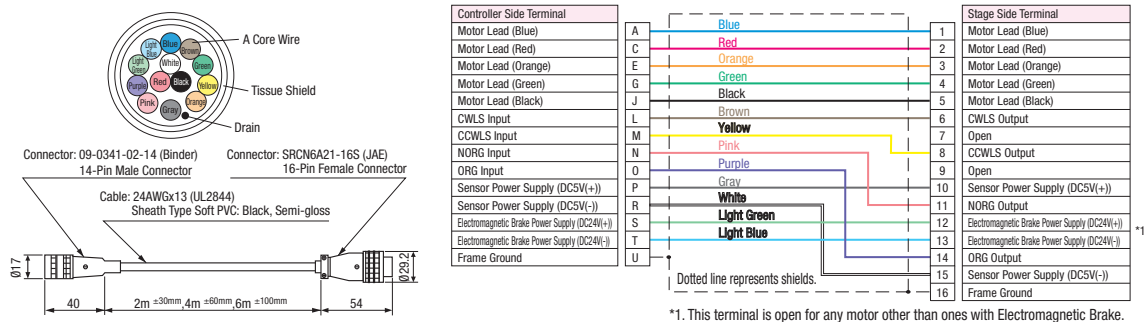 Light
Blue
Blue
Brown
A Core Wire
Light
Green
White
Green
Purple
Red
Black
Yellow
Tissue Shield
Pink
Gray
Orange
Drain
Connector: 09-0341-02-14 (Binder)
14-Pin Male Connector
Connector: SRCN6A21-16S (JAE)
16-Pin Female Connector
Cable: 24AWGx13 (UL2844)
Sheath Type Soft PVC: Black, Semi-gloss
Ø17
Ø29.2
40
2m ±30mm,4m ±60mm,6m ±100mm
54
Controller Side Terminal
Stage Side Terminal
Motor Lead (Blue) A Blue 1 Motor Lead (Blue)
Motor Lead (Red) C Red 2 Motor Lead (Red)
Motor Lead (Orange) E Orange 3 Motor Lead (Orange)
Motor Lead (Green) G Green 4 Motor Lead (Green)
Motor Lead (Black) J Black 5 Motor Lead (Black)
CWLS Input L Brown 6 CWLS Output
CCWLS Input M Yellow 7 Open
NORG Input N Pink 8 CCWLS Output
ORG Input O Purple 9 Open
Sensor Power Supply (DC5V(+)) P Gray 10 Sensor Power Supply (DC5V(+))
Sensor Power Supply (DC5V(-)) R White 11 NORG Output
Electromagnetic Brake Power Supply (DC24V(+)) S Light Green 12 Electromagnetic Brake Power Supply (DC24V(+))
Electromagnetic Brake Power Supply (DC24V(-)) T Light Blue 13 Electromagnetic Brake Power Supply (DC24V(-)) *1
Frame Ground U 14 ORG Output
Dotted line represents shields. 15 Sensor Power Supply (DC5V(-))
16 Frame Ground
*1. This terminal is open for any motor other than ones with Electromagnetic Brake.